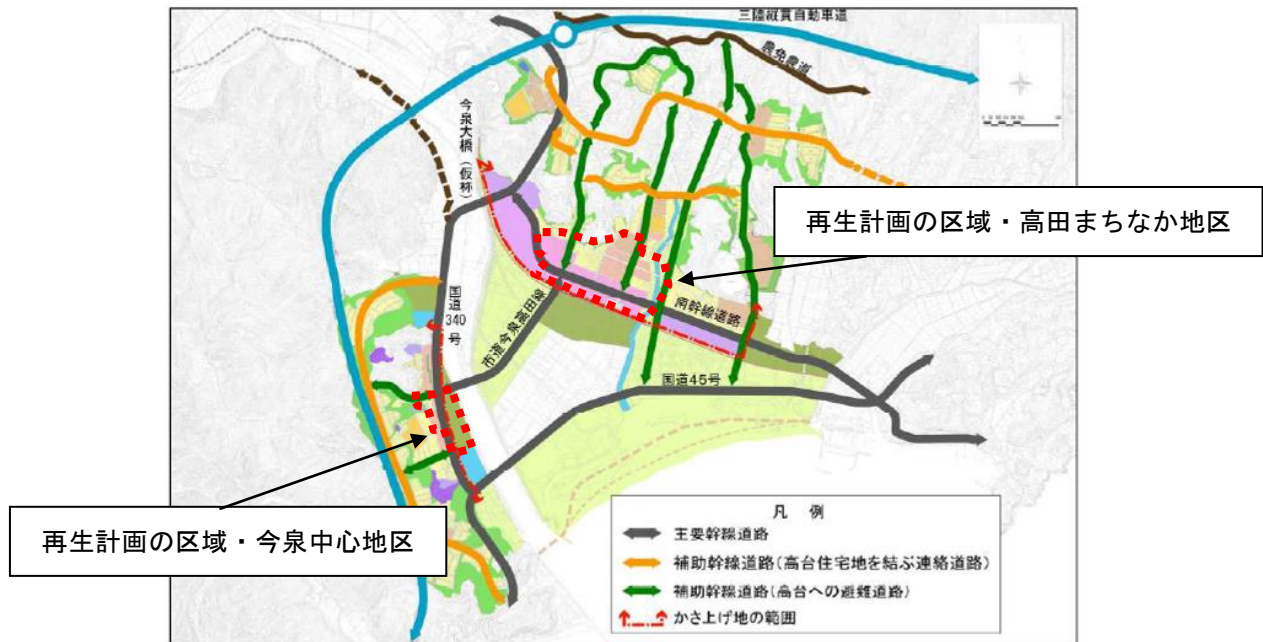 三陸縦貫自動車道
農免農道
今泉大橋（仮称）
再生計画の区域・高田まちなか地区
国道340号
市道今泉高田線
南幹線道路
国道45号
再生計画の区域・今泉中心地区
凡 例
主要幹線道路
補助幹線道路(高台住宅地を結ぶ連絡道路)
補助幹線道路(高台への避難道路)
かさ上げ地の範囲